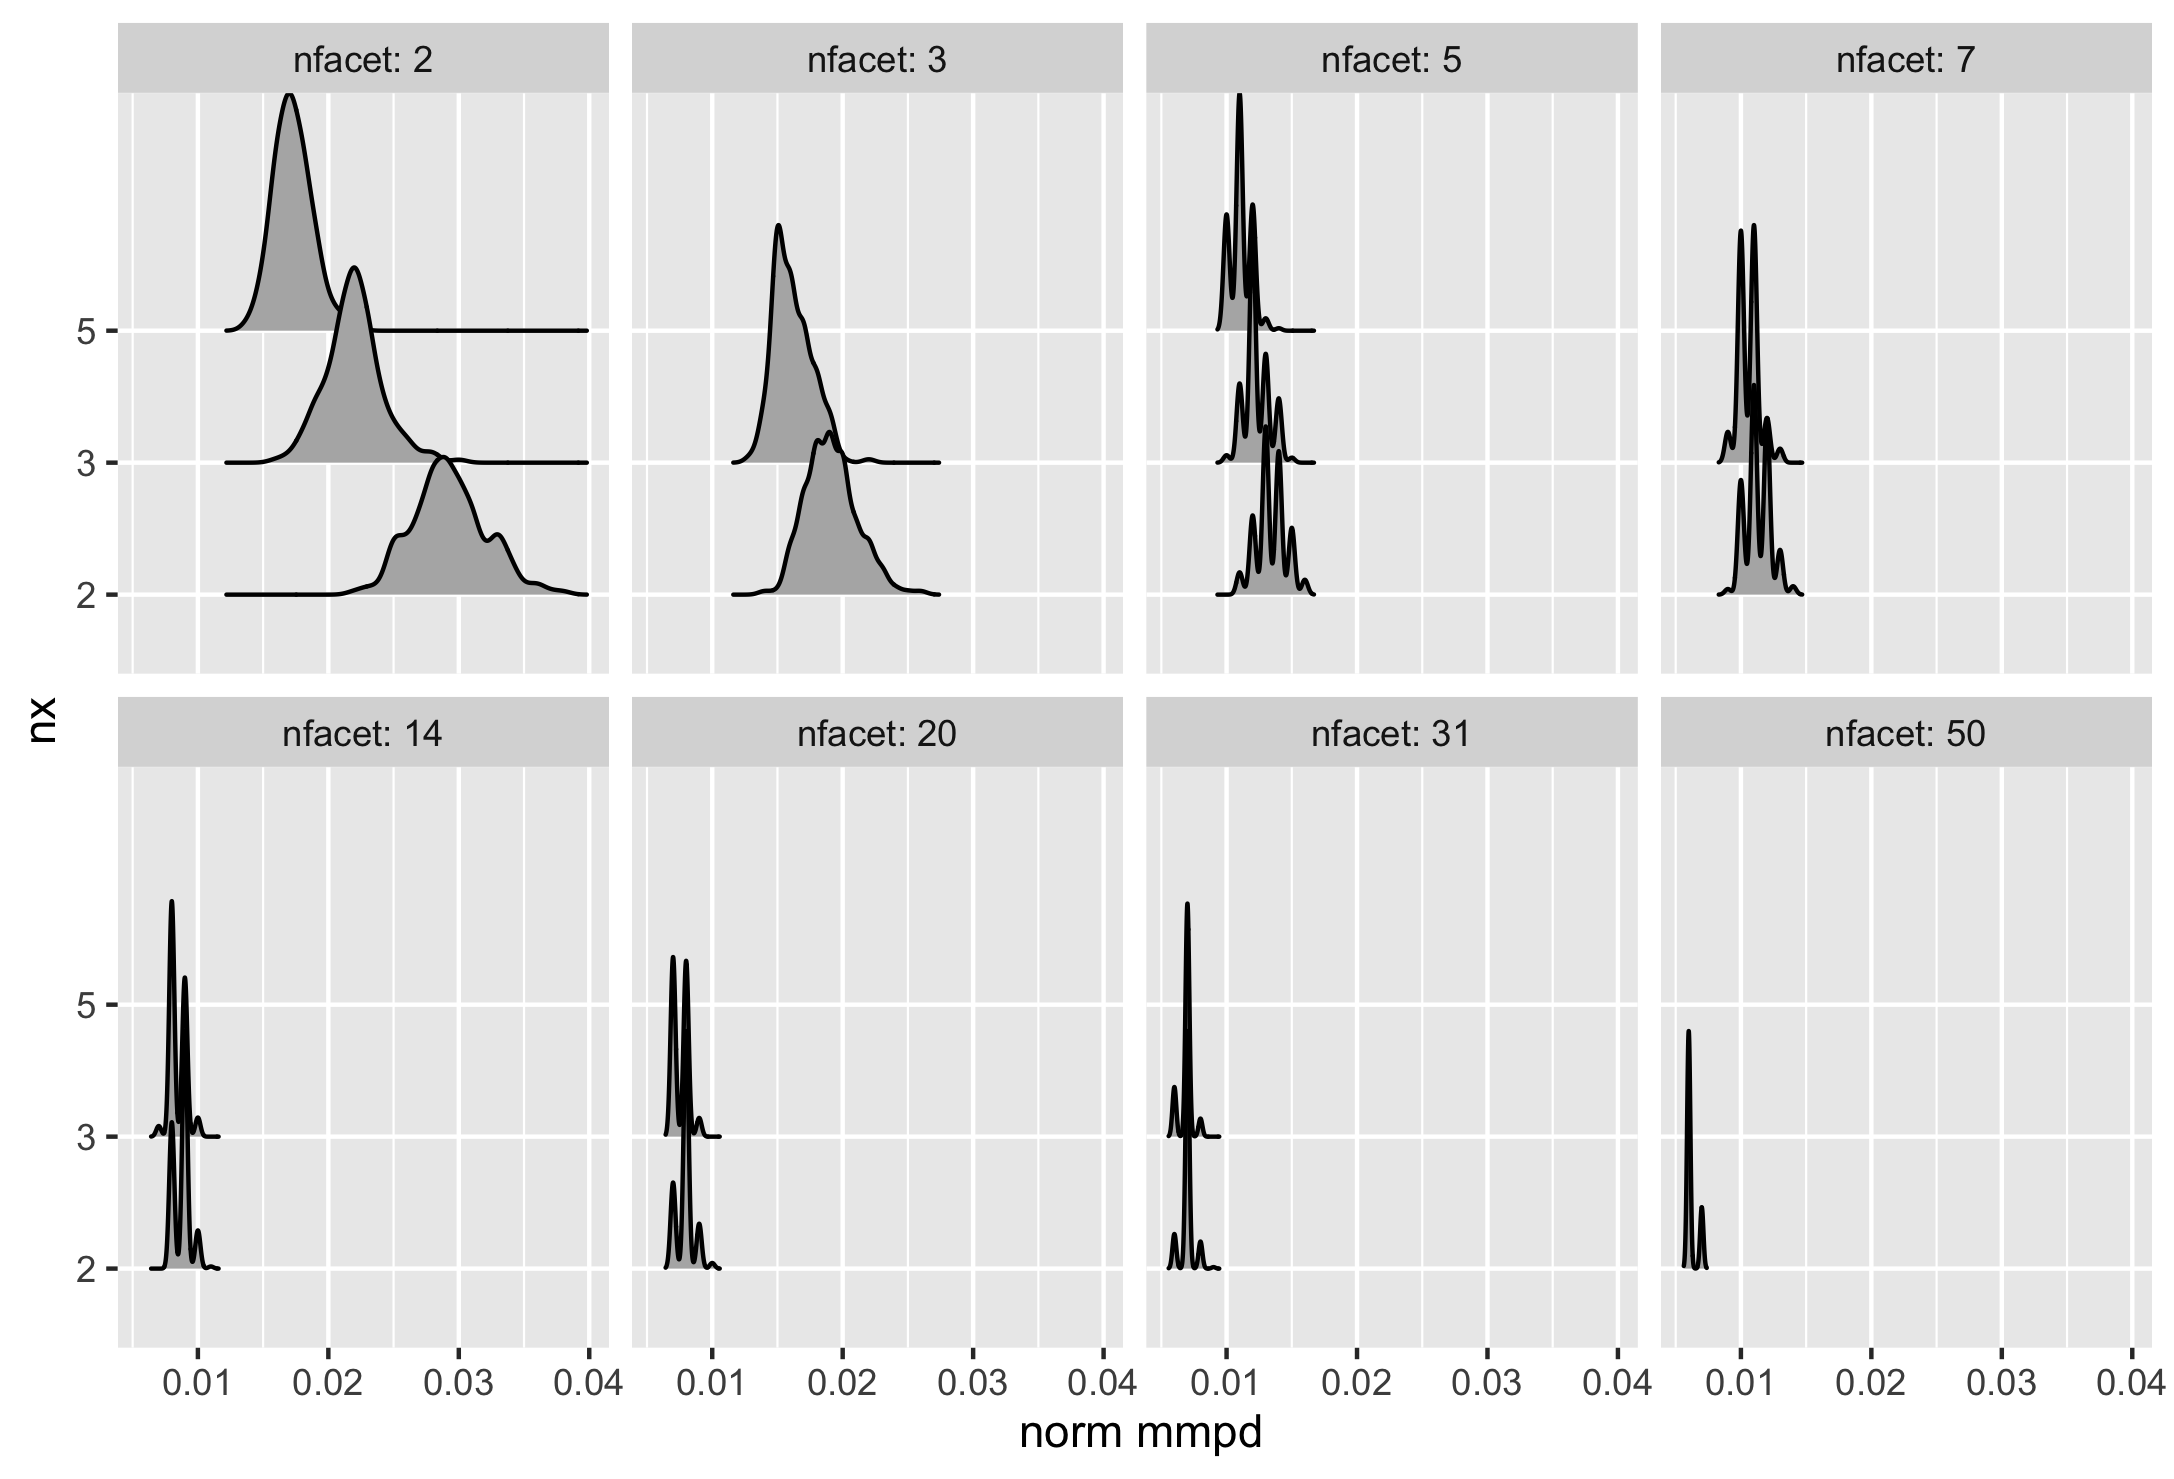 nfacet: 2
nfacet: 3
nfacet: 5
nfacet: 7
5
3
2
nx
nfacet: 14
nfacet: 20
nfacet: 31
nfacet: 50
5
3
2
0.01 0.02 0.03 0.04
0.01 0.02 0.03 0.04
0.01 0.02 0.03 0.04
0.01 0.02 0.03 0.04
norm mmpd